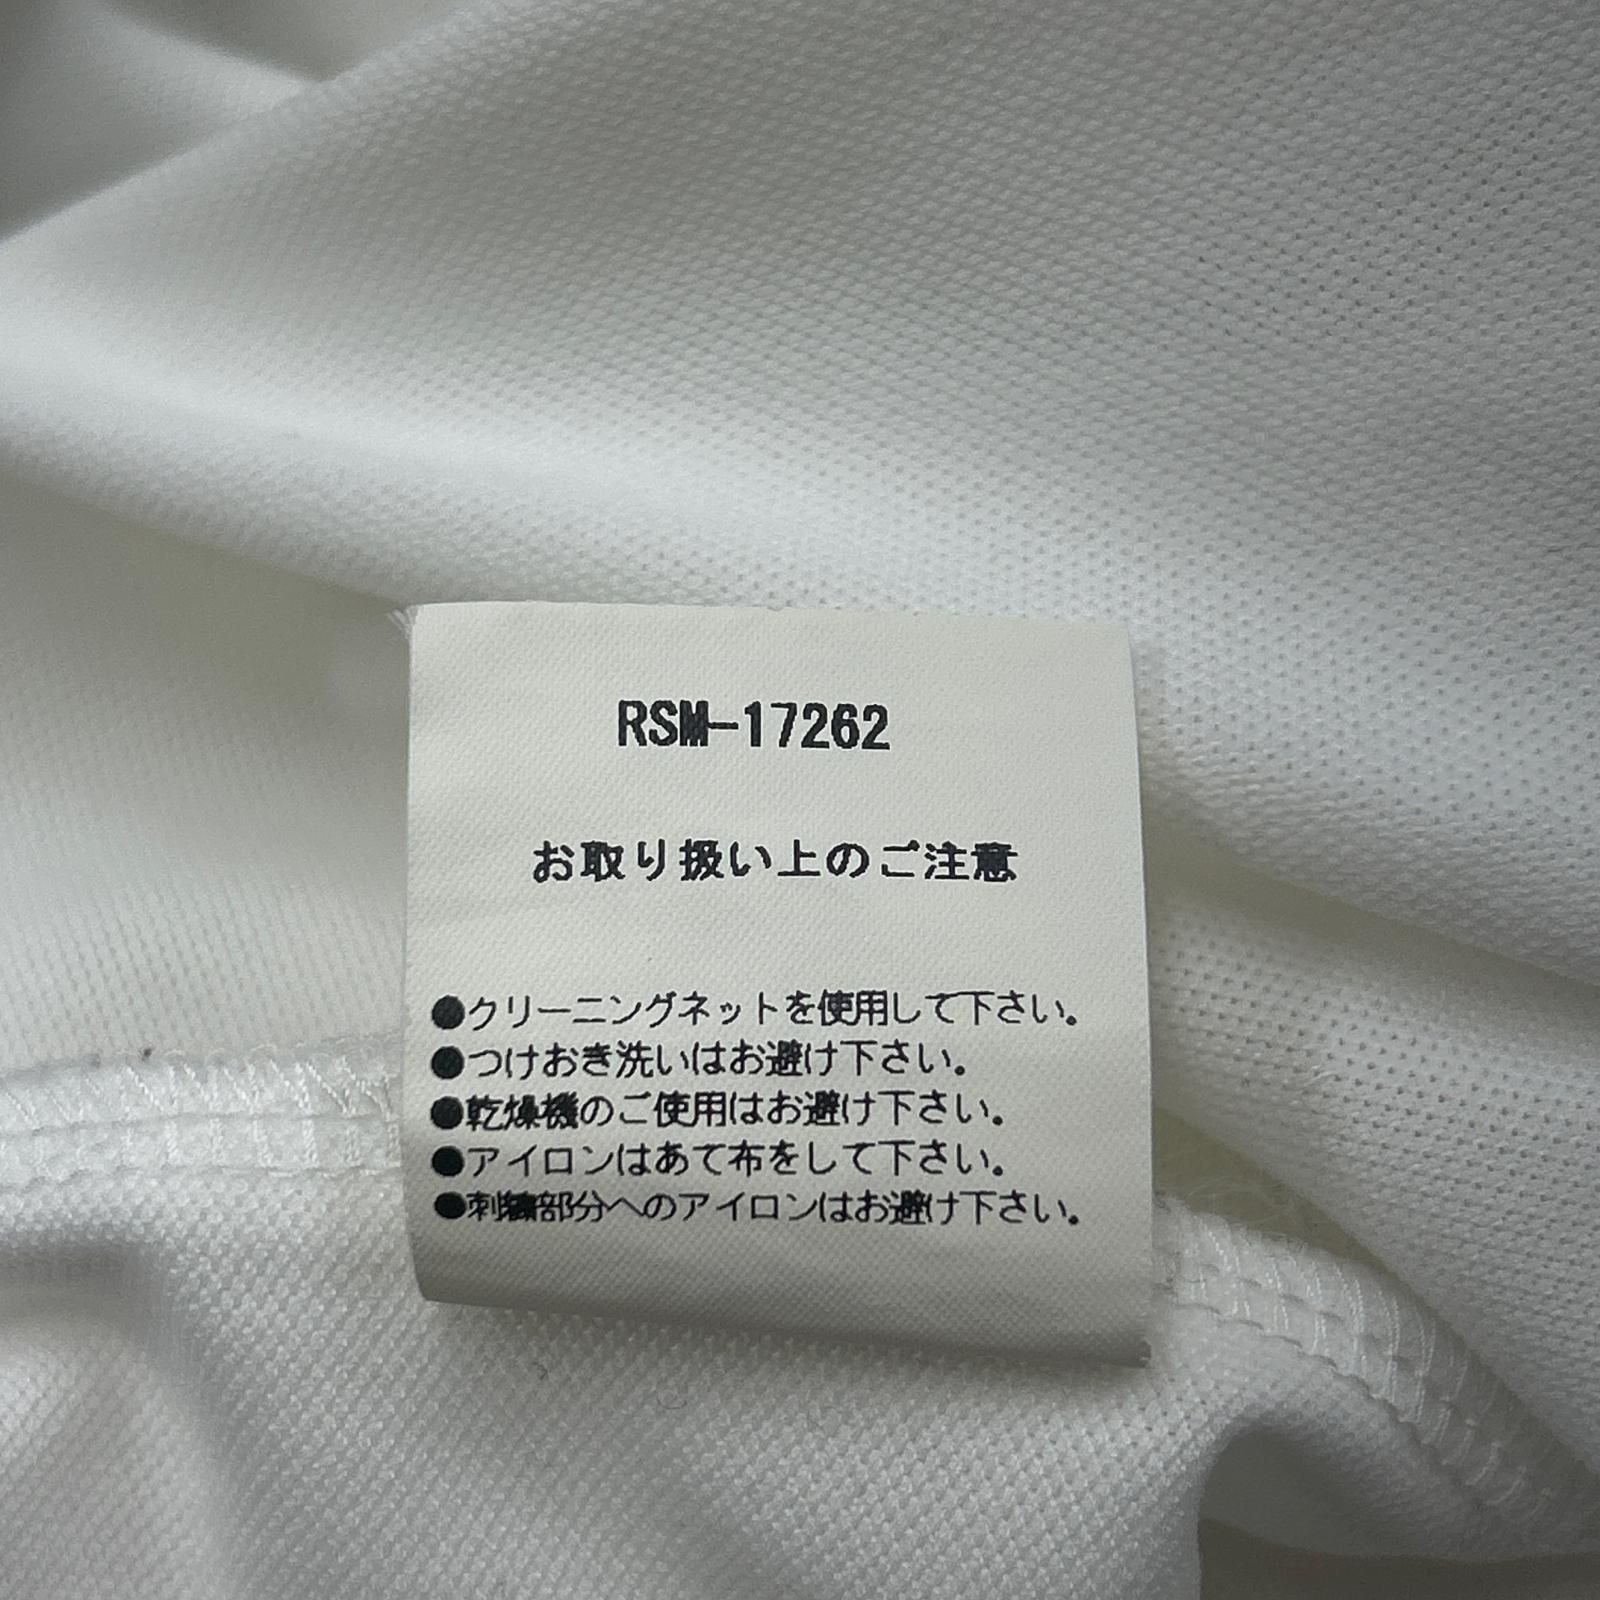 RSM-17262
お取り扱い上のご注意
●クリーニングネットを使用して下さい。
●つけおき洗いはお避け下さい。
●乾燥機のご使用はお避け下さい。
●アイロンはあて布をして下さい。
●刺繍部分へのアイロンはお避け下さい。